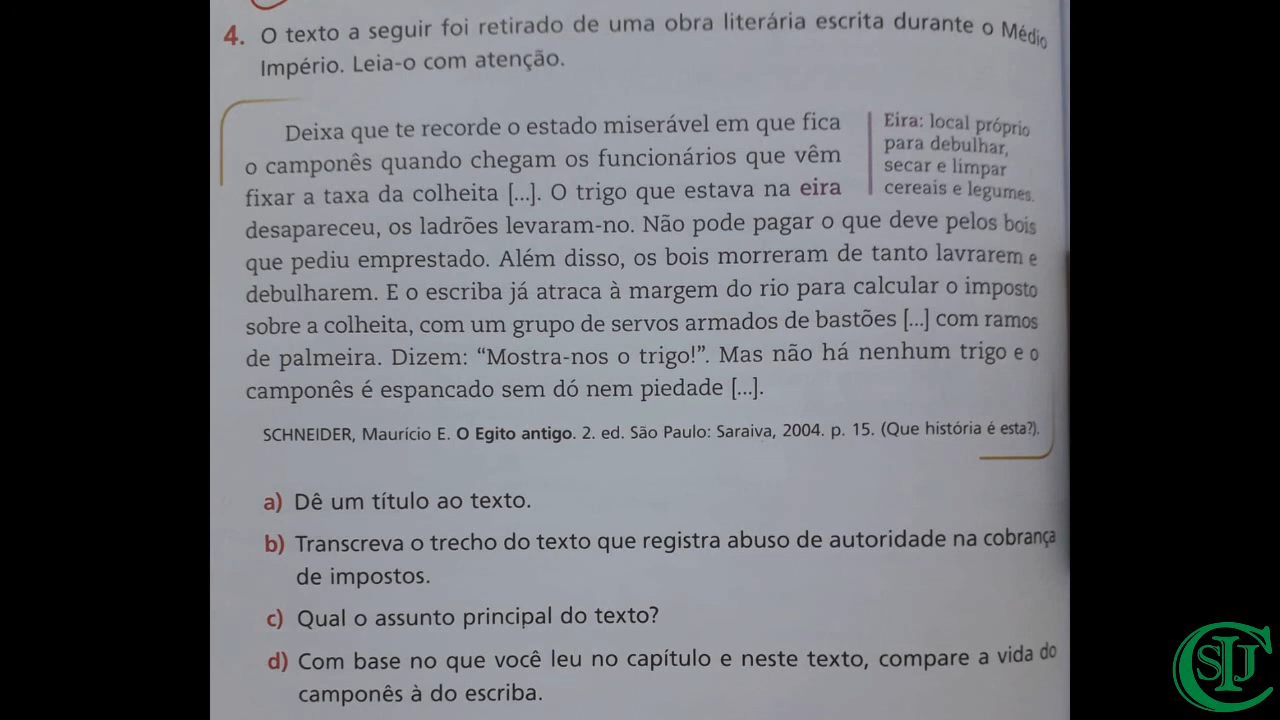 4. O texto a seguir foi retirado de uma obra literária escrita durante o Médio
Império. Leia-o com atenção.
Deixa que te recorde o estado miserável em que fica
o camponês quando chegam os funcionários que vêm
fixar a taxa da colheita [...]. O trigo que estava na eira
desapareceu, os ladrões levaram-no. Não pode pagar o que deve pelos bois
que pediu emprestado. Além disso, os bois morreram de tanto lavrarem e
debulharem. E o escriba já atraca à margem do rio para calcular o imposto
sobre a colheita, com um grupo de servos armados de bastões [...] com ramos
de palmeira. Dizem: “Mostra-nos o trigo!”. Mas não há nenhum trigo e o
camponês é espancado sem dó nem piedade [...].
Eira: local próprio
para debulhar,
secar e limpar
cereais e legumes.
SCHNEIDER, Maurício E. O Egito antigo. 2. ed. São Paulo: Saraiva, 2004. p. 15. (Que história é esta?).
a) Dê um título ao texto.
b) Transcreva o trecho do texto que registra abuso de autoridade na cobrança
de impostos.
c) Qual o assunto principal do texto?
d) Com base no que você leu no capítulo e neste texto, compare a vida do
camponês à do escriba.
CSJ